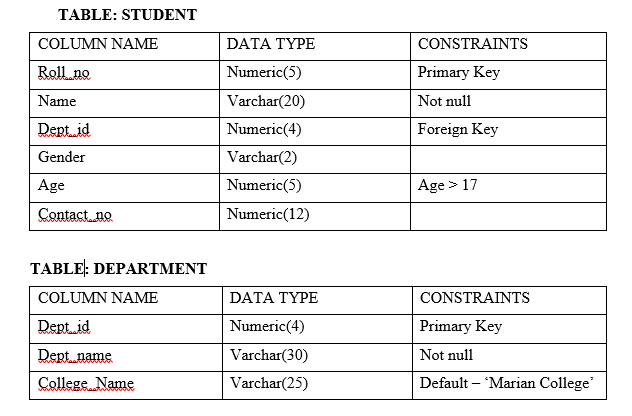 TABLE: STUDENT
COLUMN NAME DATA TYPE CONSTRAINTS
Roll_no Numeric(5) Primary Key
Name Varchar(20) Not null
Dept_id Numeric(4) Foreign Key
Gender Varchar(2)
Age Numeric(5) Age > 17
Contact_no Numeric(12)
TABLE: DEPARTMENT
COLUMN NAME DATA TYPE CONSTRAINTS
Dept_id Numeric(4) Primary Key
Dept_name Varchar(30) Not null
College_Name Varchar(25) Default – ‘Marian College’